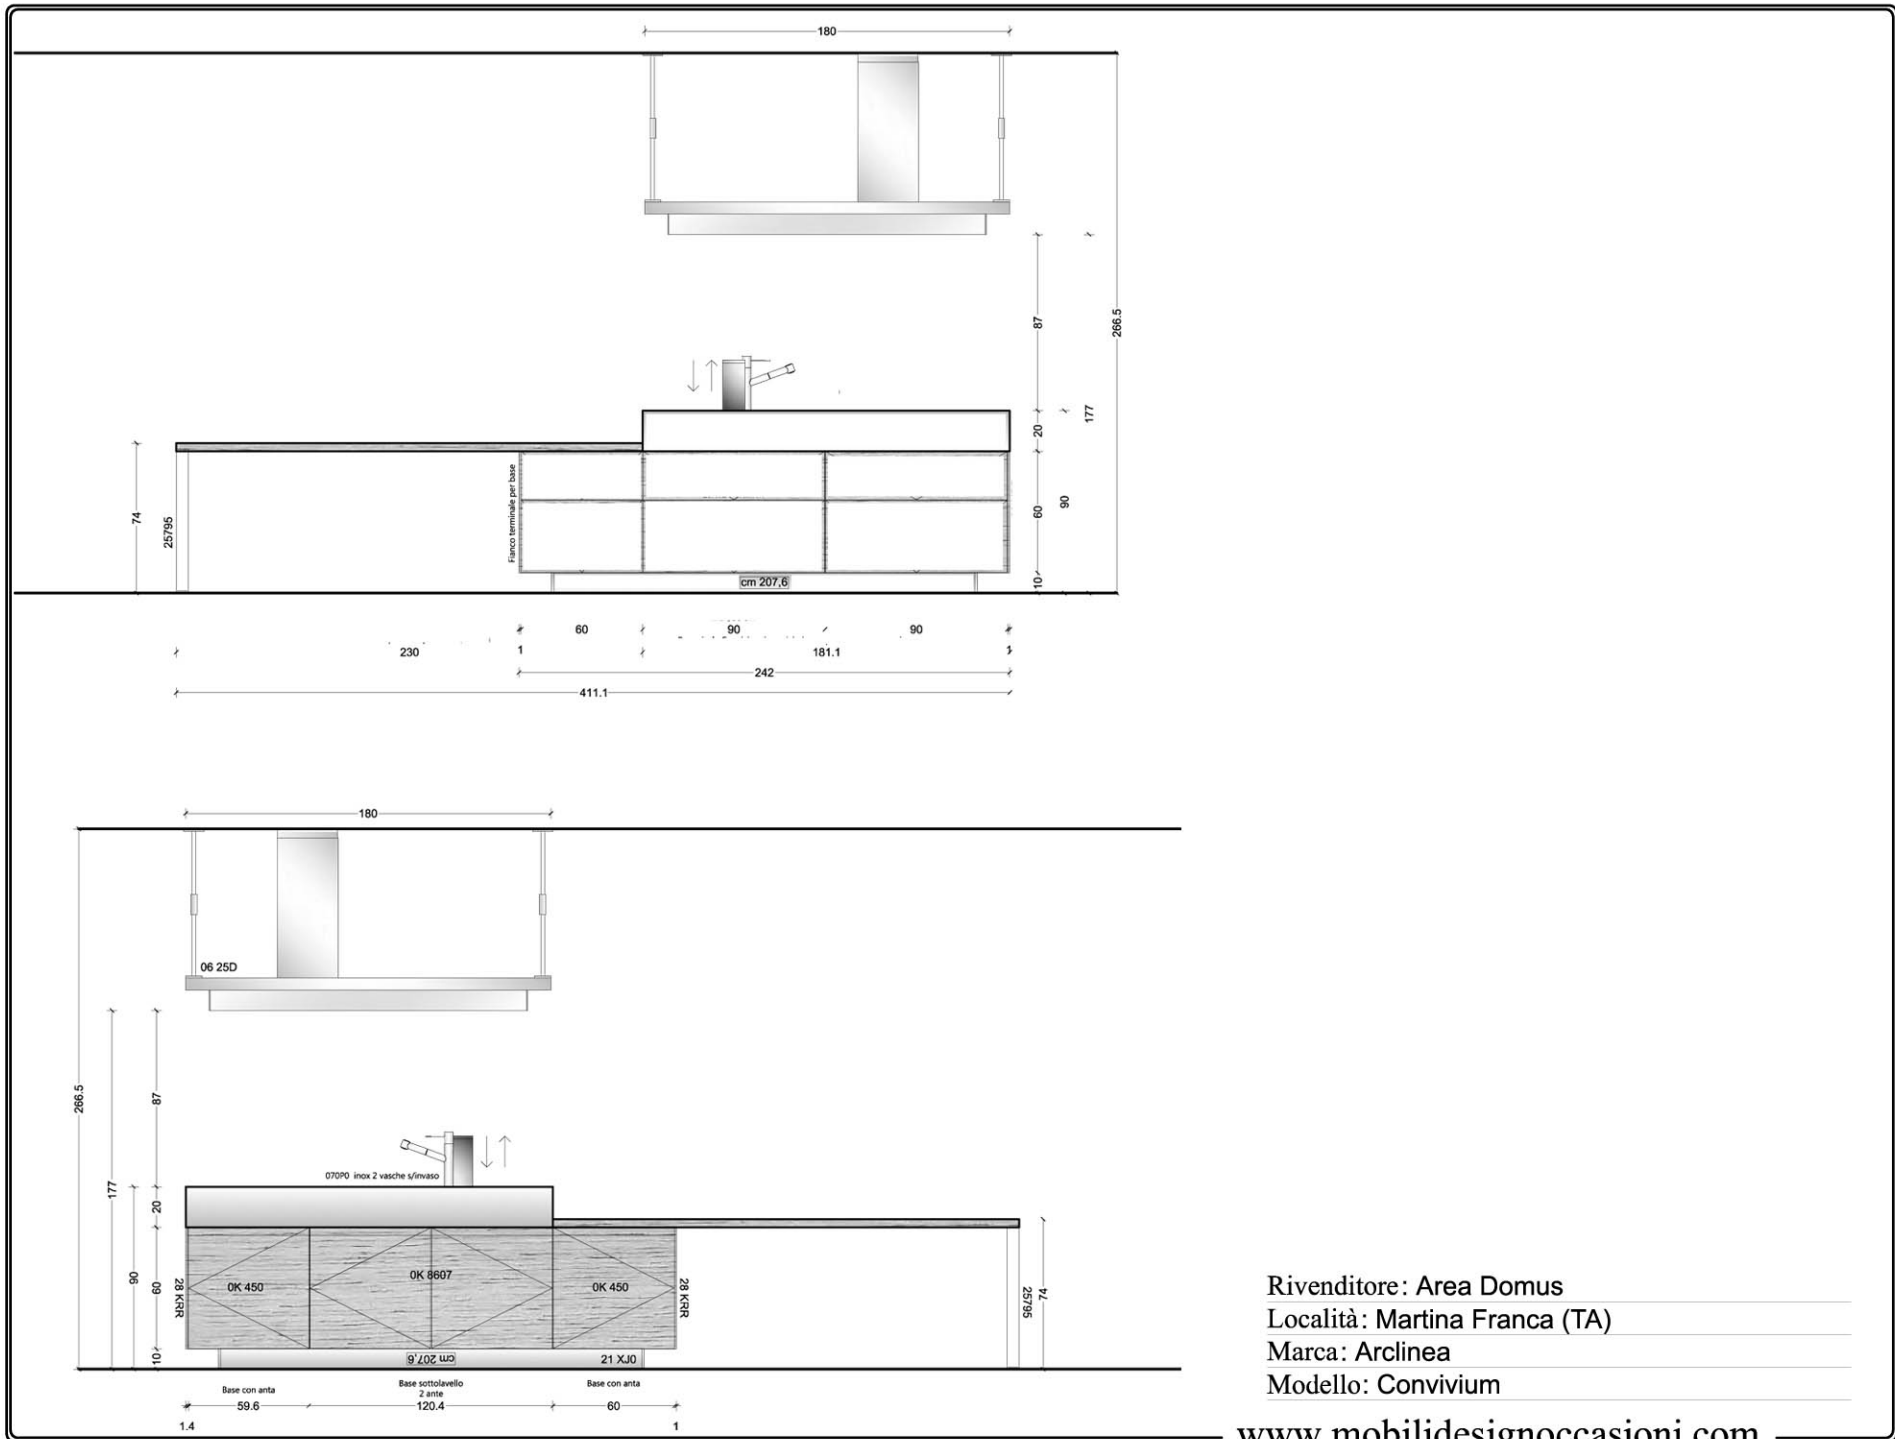 180
87
266.5
177
20
Fianco terminale per base
74
25795
60
90
cm 207,6
10
60
90
90
230
1
181.1
1
242
411.1
180
06 25D
266.5
87
177
070P0 inox 2 vasche s/invaso
20
90
60
28 KRR
0K 450
0K 8607
0K 450
28 KRR
25795
74
10
cm 207,6
21 XJ0
Base con anta
Base sottolavello
2 ante
Base con anta
59.6
120.4
60
1.4
1
Rivenditore: Area Domus
Località: Martina Franca (TA)
Marca: Arclinea
Modello: Convivium
www.mobilidesignoccasioni.com